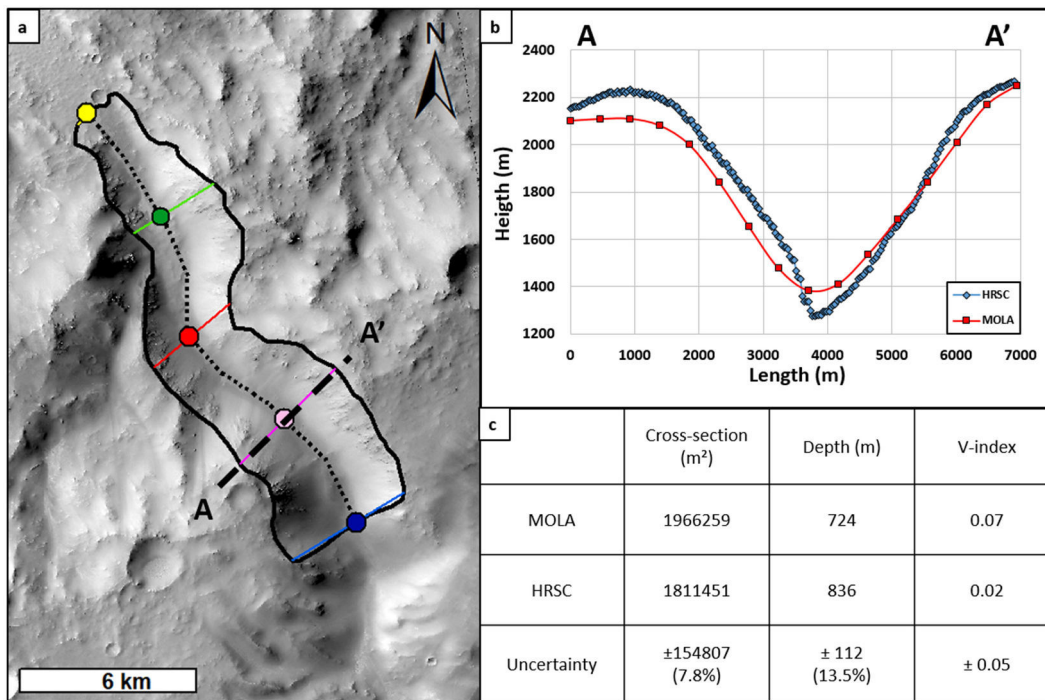 a
N
A'
A
6 km
b
A
A'
Heigth (m)
2400
2200
2000
1800
1600
1400
1200
0
1000
2000
3000
4000
5000
6000
7000
Length (m)
HRSC
MOLA
c
Cross-section
(m²)
Depth (m)
V-index
MOLA
1966259
724
0.07
HRSC
1811451
836
0.02
Uncertainty
±154807
(7.8%)
± 112
(13.5%)
± 0.05